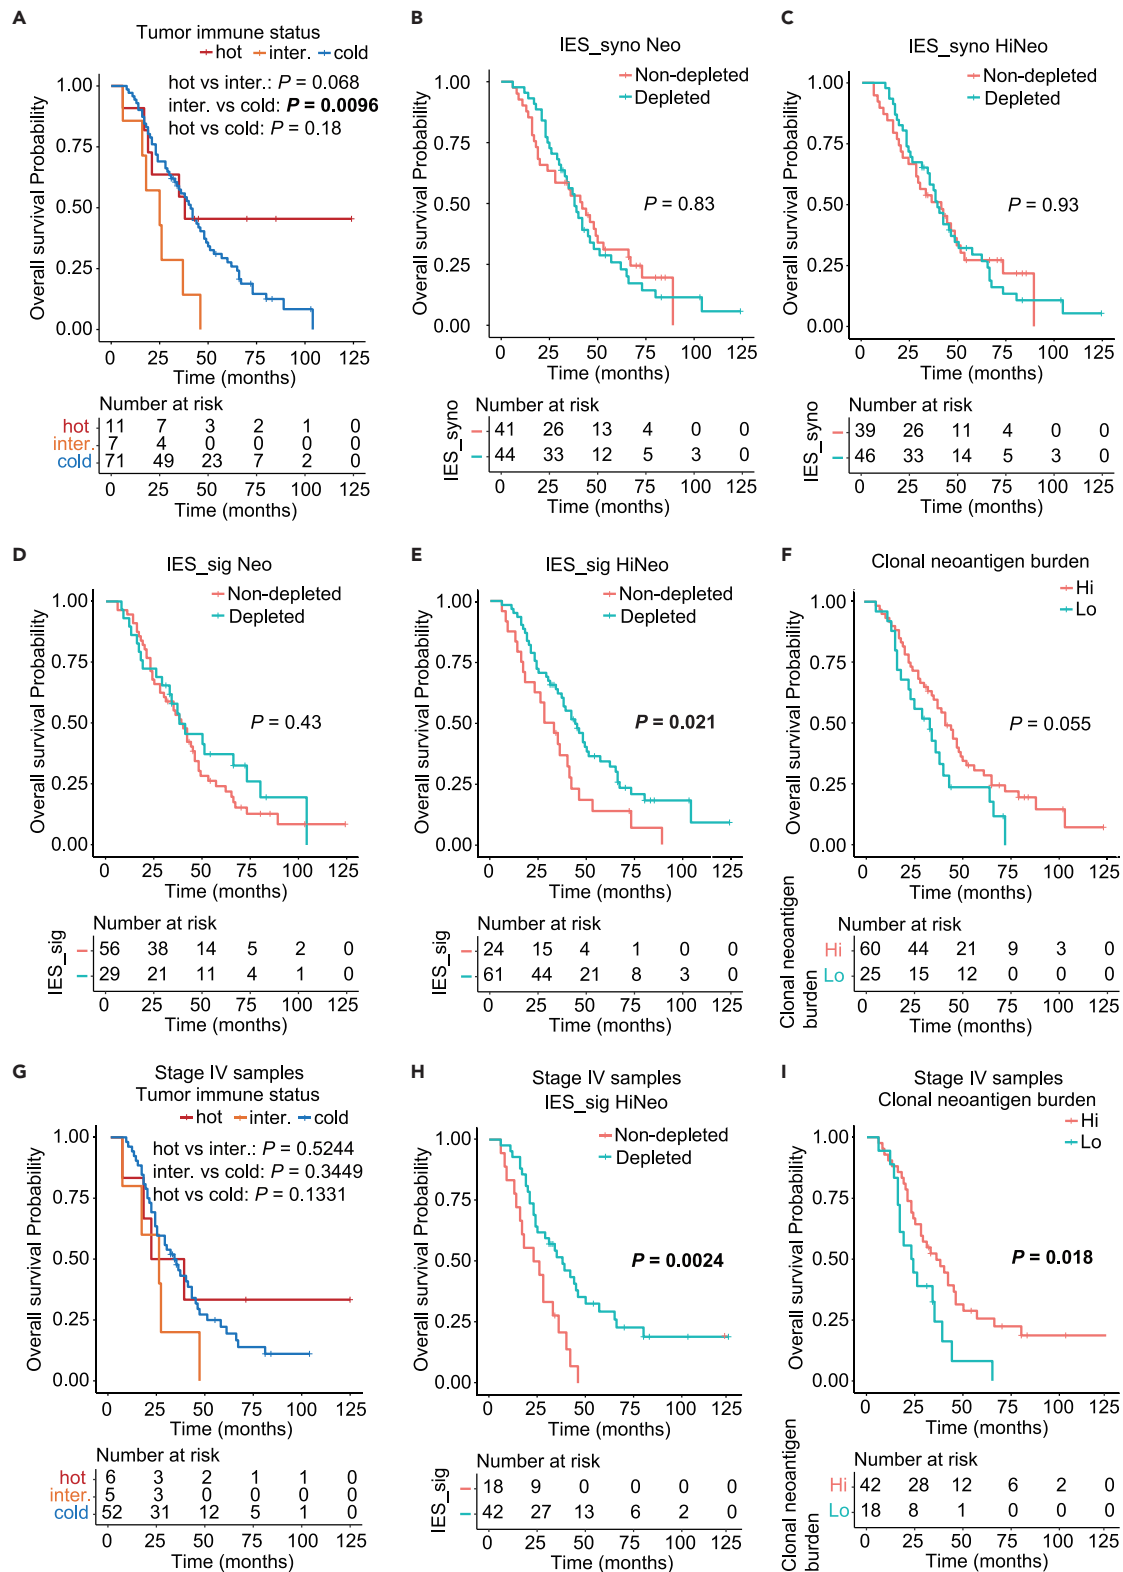 A
Tumor immune status
hot inter. cold
hot vs inter.: P = 0.068
inter. vs cold: P = 0.0096
hot vs cold: P = 0.18
Overall survival Probability
1.00
0.75
0.50
0.25
0.00
0 25 50 75 100 125
Time (months)
Number at risk
hot 11 7 3 2 1 0
inter. 7 4 0 0 0 0
cold 71 49 23 7 2 0
0 25 50 75 100 125
Time (months)
B
IES_syno Neo
Non-depleted
Depleted
P = 0.83
Overall survival Probability
1.00
0.75
0.50
0.25
0.00
0 25 50 75 100 125
Time (months)
Number at risk
IES_syno
41 26 13 4 0 0
44 33 12 5 3 0
0 25 50 75 100 125
Time (months)
C
IES_syno HiNeo
Non-depleted
Depleted
P = 0.93
Overall survival Probability
1.00
0.75
0.50
0.25
0.00
0 25 50 75 100 125
Time (months)
Number at risk
IES_syno
39 26 11 4 0 0
46 33 14 5 3 0
0 25 50 75 100 125
Time (months)
D
IES_sig Neo
Non-depleted
Depleted
P = 0.43
Overall survival Probability
1.00
0.75
0.50
0.25
0.00
0 25 50 75 100 125
Time (months)
Number at risk
IES_sig
56 38 14 5 2 0
29 21 11 4 1 0
0 25 50 75 100 125
Time (months)
E
IES_sig HiNeo
Non-depleted
Depleted
P = 0.021
Overall survival Probability
1.00
0.75
0.50
0.25
0.00
0 25 50 75 100 125
Time (months)
Number at risk
IES_sig
24 15 4 1 0 0
61 44 21 8 3 0
0 25 50 75 100 125
Time (months)
F
Clonal neoantigen burden
Hi
Lo
P = 0.055
Overall survival Probability
1.00
0.75
0.50
0.25
0.00
0 25 50 75 100 125
Time (months)
Number at risk
Clonal neoantigen
burden
Hi 60 44 21 9 3 0
Lo 25 15 12 0 0 0
0 25 50 75 100 125
Time (months)
G
Stage IV samples
Tumor immune status
hot inter. cold
hot vs inter.: P = 0.5244
inter. vs cold: P = 0.3449
hot vs cold: P = 0.1331
Overall survival Probability
1.00
0.75
0.50
0.25
0.00
0 25 50 75 100 125
Time (months)
Number at risk
hot 6 3 2 1 1 0
inter. 5 3 0 0 0 0
cold 52 31 12 5 1 0
0 25 50 75 100 125
Time (months)
H
Stage IV samples
IES_sig HiNeo
Non-depleted
Depleted
P = 0.0024
Overall survival Probability
1.00
0.75
0.50
0.25
0.00
0 25 50 75 100 125
Time (months)
Number at risk
IES_sig
18 9 0 0 0 0
42 27 13 6 2 0
0 25 50 75 100 125
Time (months)
I
Stage IV samples
Clonal neoantigen burden
Hi
Lo
P = 0.018
Overall survival Probability
1.00
0.75
0.50
0.25
0.00
0 25 50 75 100 125
Time (months)
Number at risk
Clonal neoantigen
burden
Hi 42 28 12 6 2 0
Lo 18 8 1 0 0 0
0 25 50 75 100 125
Time (months)